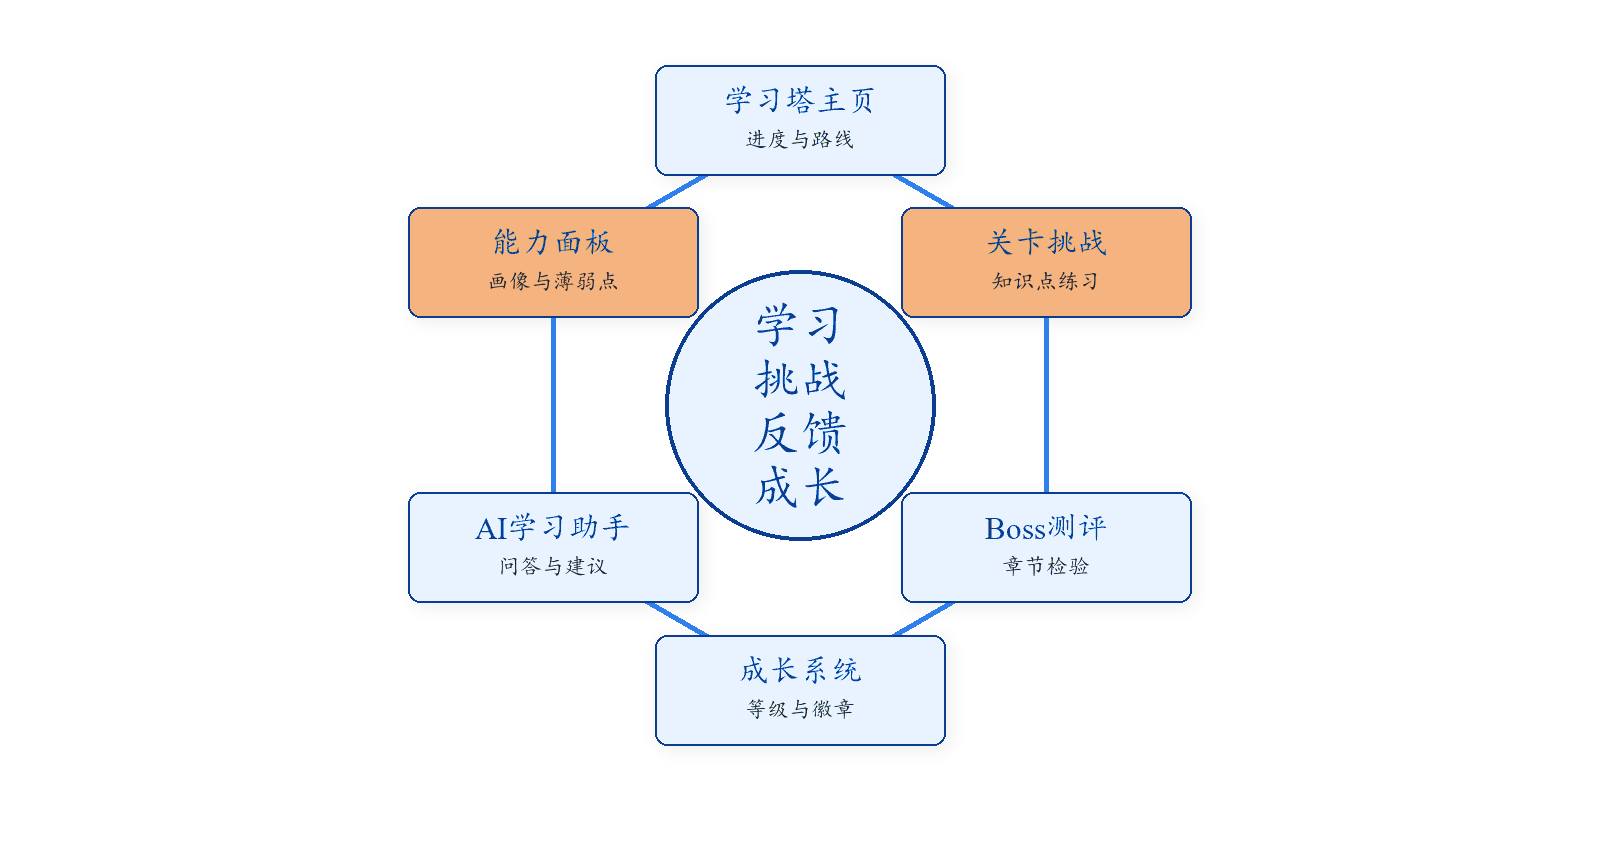 学习塔主页
进度与路线
能力面板
画像与薄弱点
关卡挑战
知识点练习
学习
挑战
反馈
成长
AI学习助手
问答与建议
Boss测评
章节检验
成长系统
等级与徽章